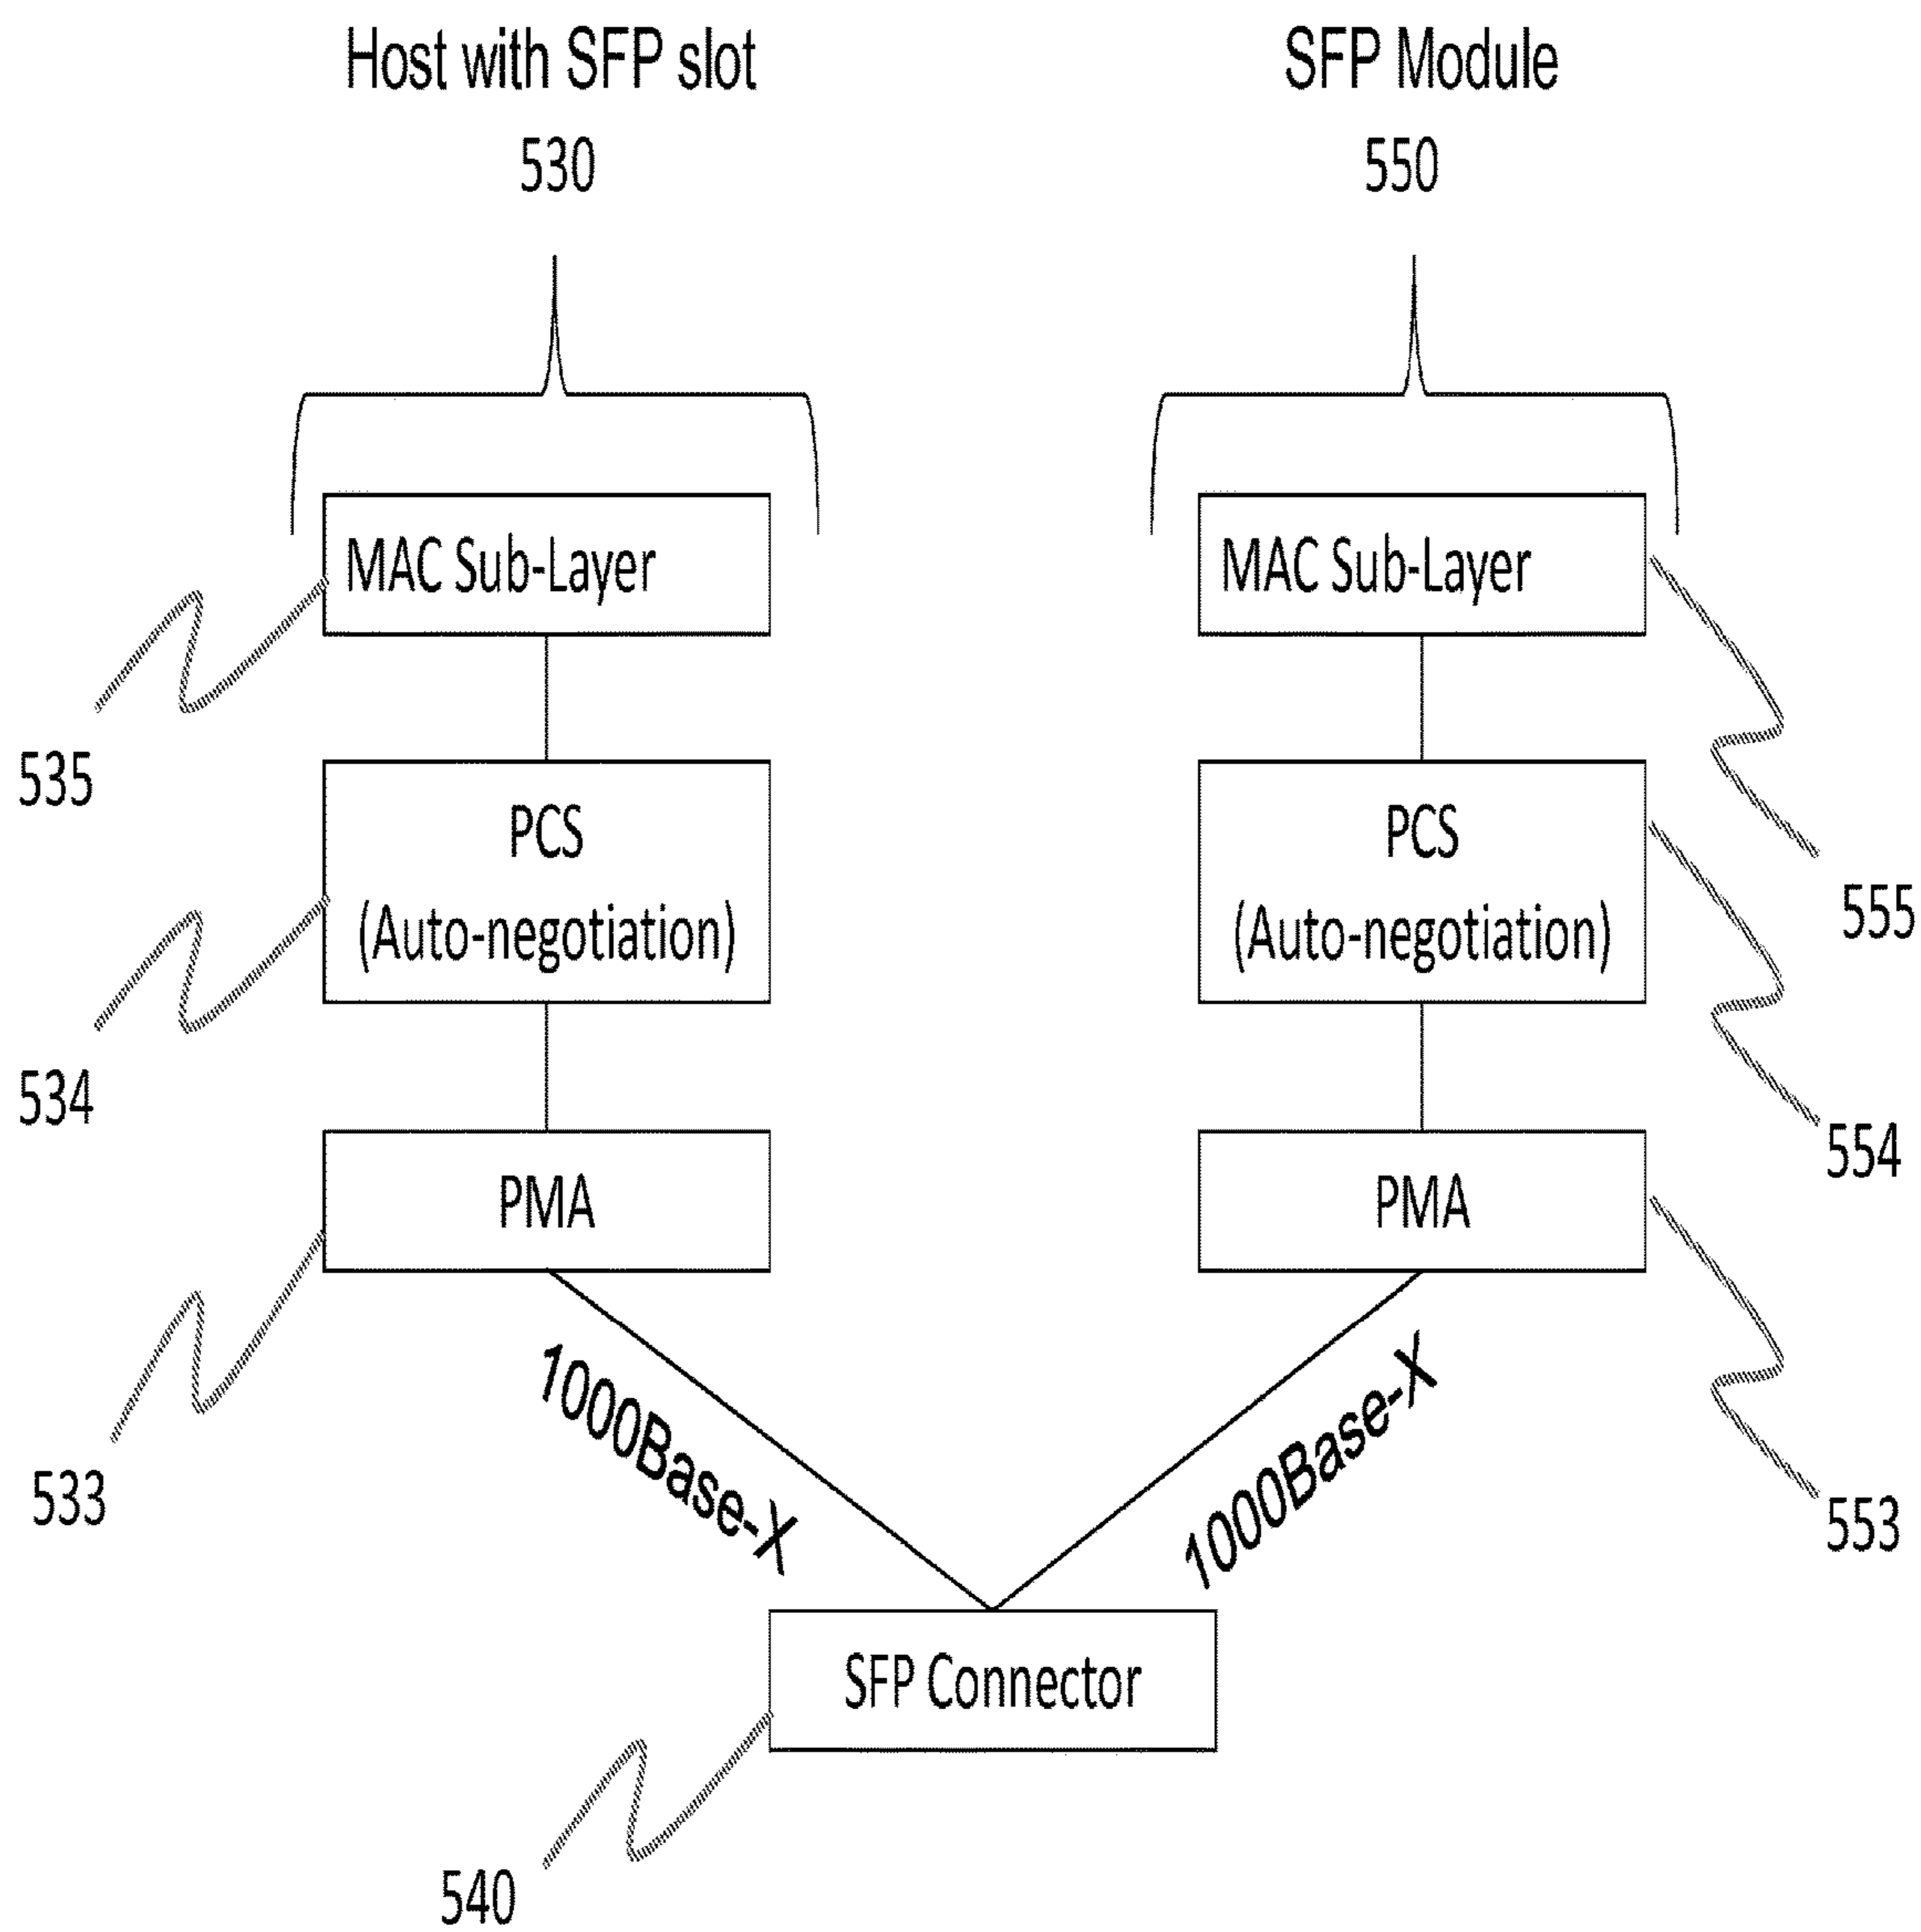 Host with SFP slot
530
SFP Module
550
MAC Sub-Layer
MAC Sub-Layer
535
PCS
(Auto-negotiation)
PCS
(Auto-negotiation)
555
534
554
PMA
PMA
533
1000Base-X
1000Base-X
553
SFP Connector
540